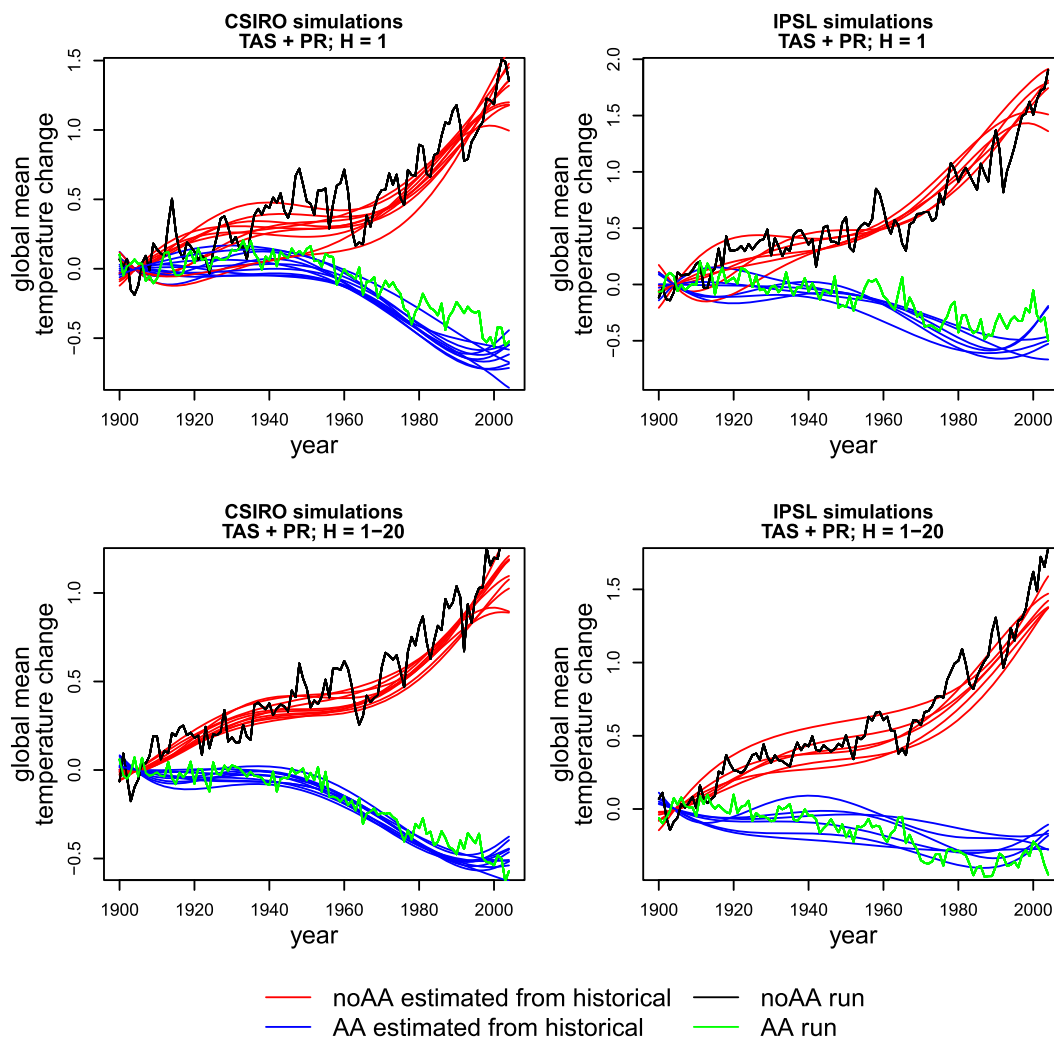 CSIRO simulations
TAS + PR; H = 1
global mean
temperature change
1.5
1.0
0.5
0.0
−0.5
1900 1920 1940 1960 1980 2000
year
IPSL simulations
TAS + PR; H = 1
global mean
temperature change
2.0
1.5
1.0
0.5
0.0
−0.5
1900 1920 1940 1960 1980 2000
year
CSIRO simulations
TAS + PR; H = 1−20
global mean
temperature change
1.0
0.5
0.0
−0.5
1900 1920 1940 1960 1980 2000
year
IPSL simulations
TAS + PR; H = 1−20
global mean
temperature change
1.5
1.0
0.5
0.0
1900 1920 1940 1960 1980 2000
year
noAA estimated from historical noAA run
AA estimated from historical AA run